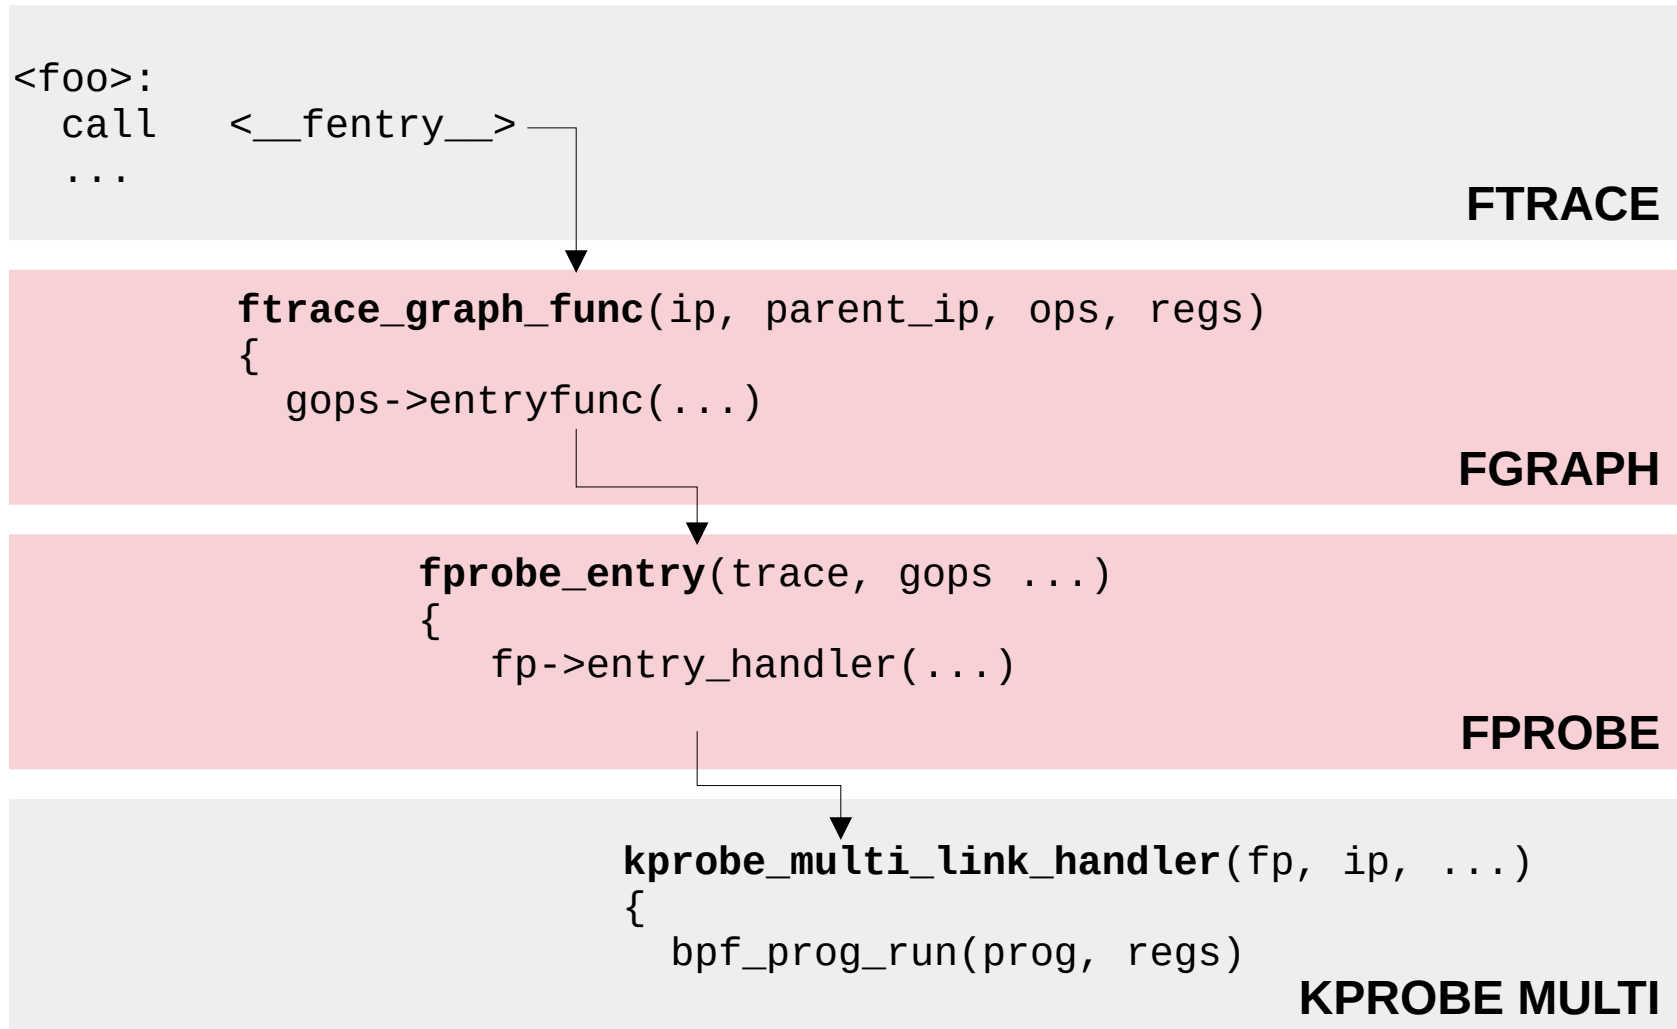 <foo>:
  call   <__fentry__>
  ...
FTRACE
ftrace_graph_func(ip, parent_ip, ops, regs)
{
  gops->entryfunc(...)
FGRAPH
fprobe_entry(trace, gops ...)
{
   fp->entry_handler(...)
FPROBE
kprobe_multi_link_handler(fp, ip, ...)
{
  bpf_prog_run(prog, regs)
KPROBE MULTI